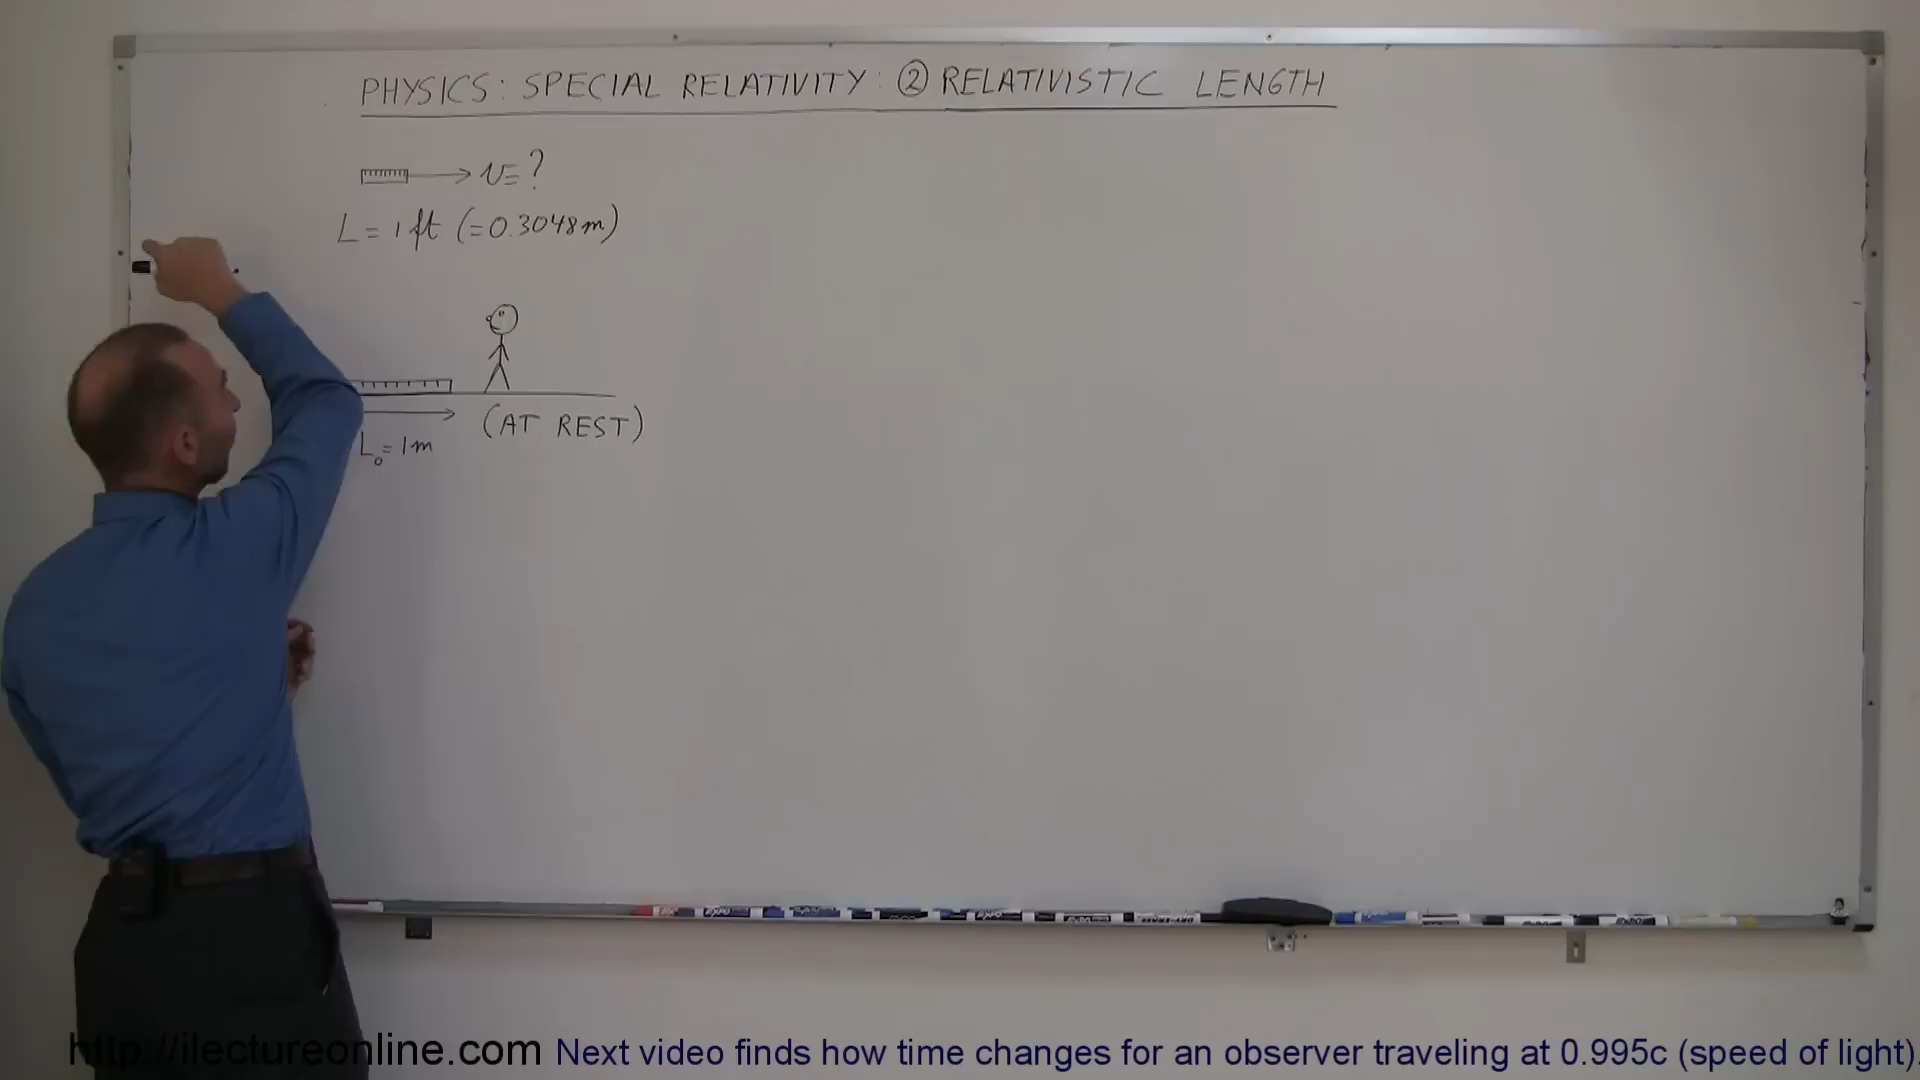 PHYSICS: SPECIAL RELATIVITY: ② RELATIVISTIC LENGTH
v = ?
L = 1 ft (= 0.3048 m)
(AT REST)
L₀ = 1 m
http://ilectureonline.com Next video finds how time changes for an observer traveling at 0.995c (speed of light).